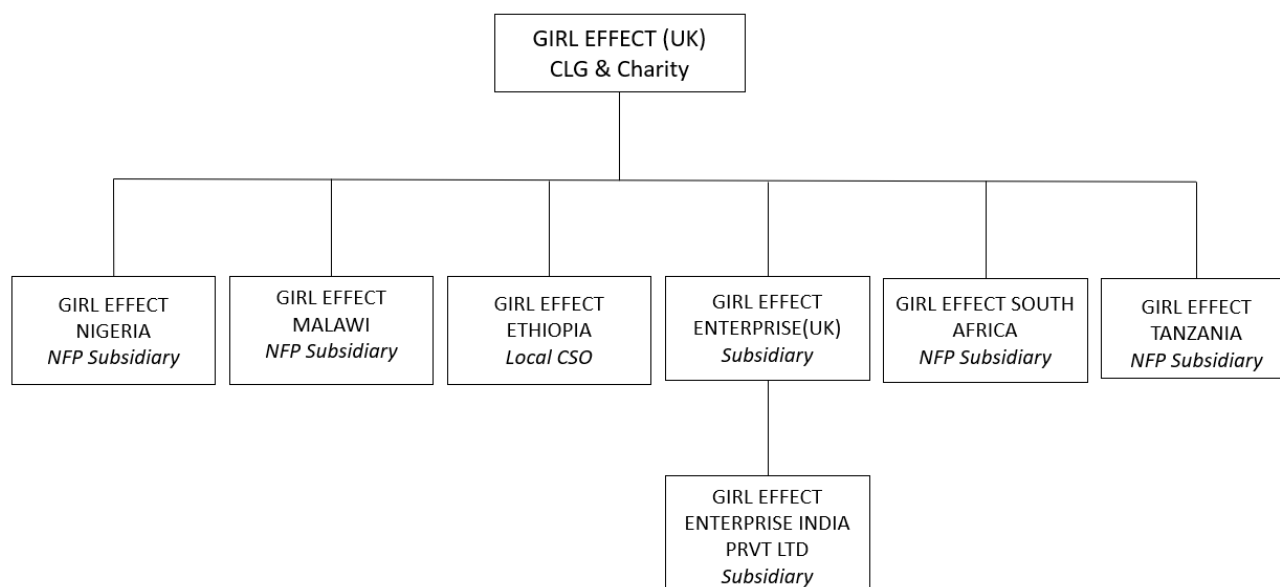 GIRL EFFECT (UK)
CLG & Charity
GIRL EFFECT
NIGERIA
NFP Subsidiary
GIRL EFFECT
MALAWI
NFP Subsidiary
GIRL EFFECT
ETHIOPIA
Local CSO
GIRL EFFECT
ENTERPRISE(UK)
Subsidiary
GIRL EFFECT SOUTH
AFRICA
NFP Subsidiary
GIRL EFFECT
TANZANIA
NFP Subsidiary
GIRL EFFECT
ENTERPRISE INDIA
PRVT LTD
Subsidiary